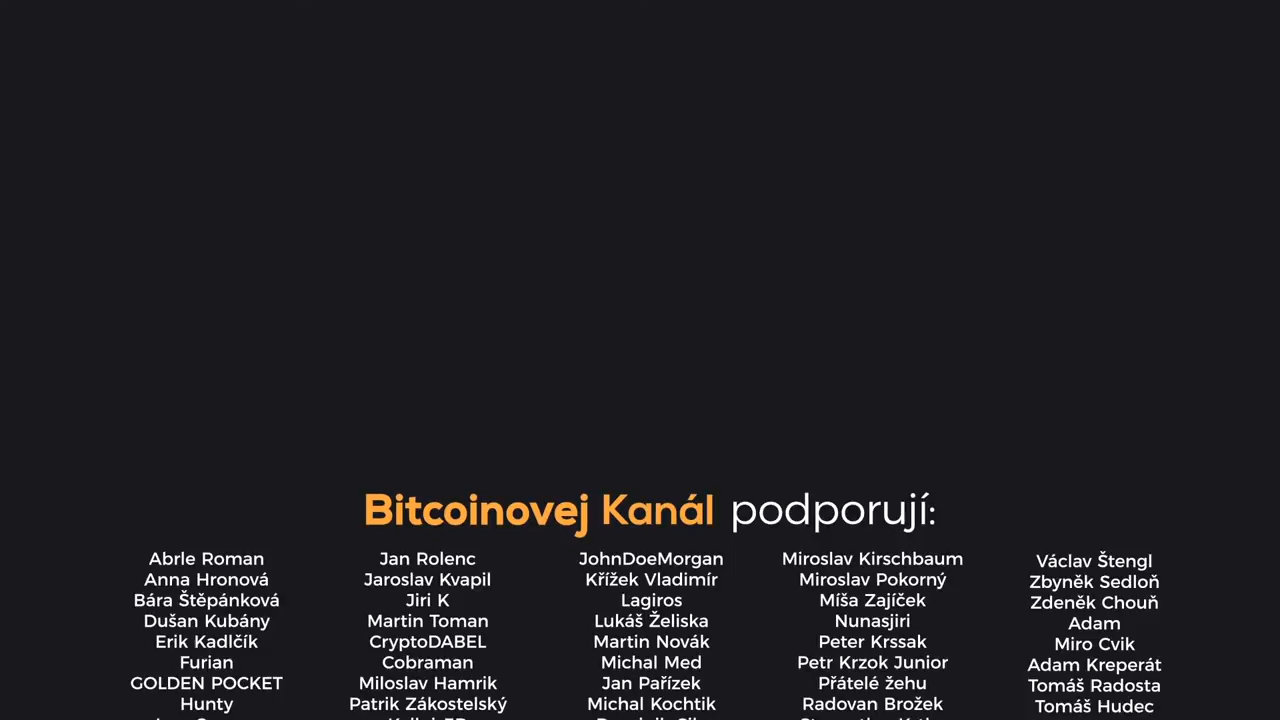 Bitcoinovej Kanál podporují:
Abrle Roman
Anna Hronová
Bára Štěpánková
Dušan Kubány
Erik Kadlčík
Furian
GOLDEN POCKET
Hunty
Jan Rolenc
Jaroslav Kvapil
Jiri K
Martin Toman
CryptoDABEL
Cobraman
Miloslav Hamrik
Patrik Zákostelský
JohnDoeMorgan
Křížek Vladimír
Lagiros
Lukáš Želiska
Martin Novák
Michal Med
Jan Pařízek
Michal Kochtik
Miroslav Kirschbaum
Miroslav Pokorný
Míša Zajíček
Nunasjiri
Peter Krssak
Petr Krzok Junior
Přátelé žehu
Radovan Brožek
Václav Štengl
Zbyněk Sedloň
Zdeněk Chouň
Adam
Miro Cvik
Adam Kreperát
Tomáš Radosta
Tomáš Hudec